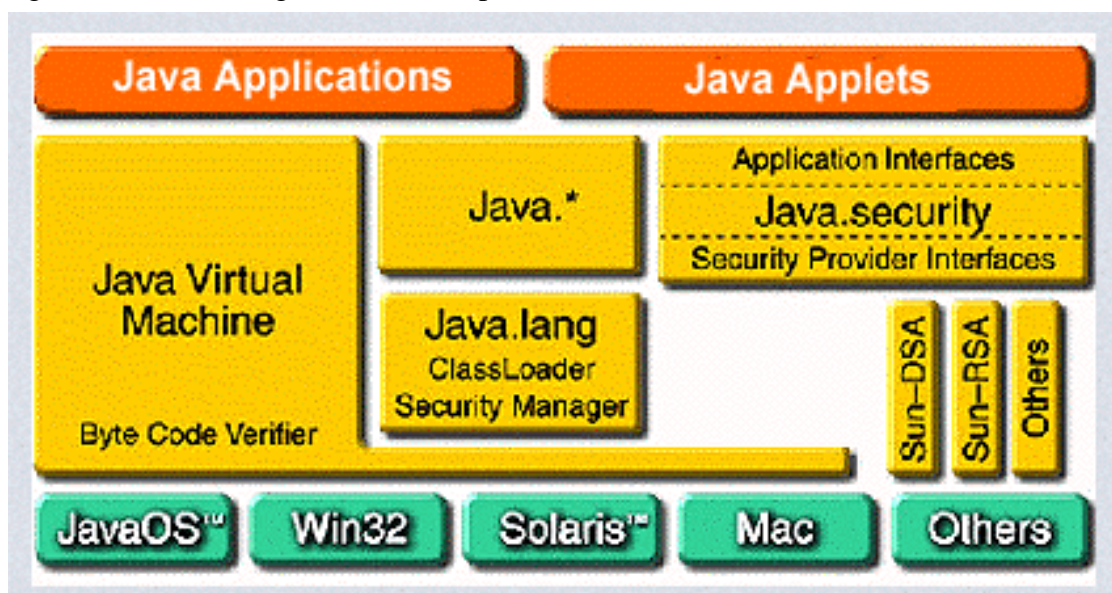 Java Applications
Java Applets
Java Virtual
Machine
Byte Code Verifier
Java.*
Java.lang
ClassLoader
Security Manager
Application Interfaces
Java.security
Security Provider Interfaces
Sun–DSA
Sun–RSA
Others
JavaOS™
Win32
Solaris™
Mac
Others